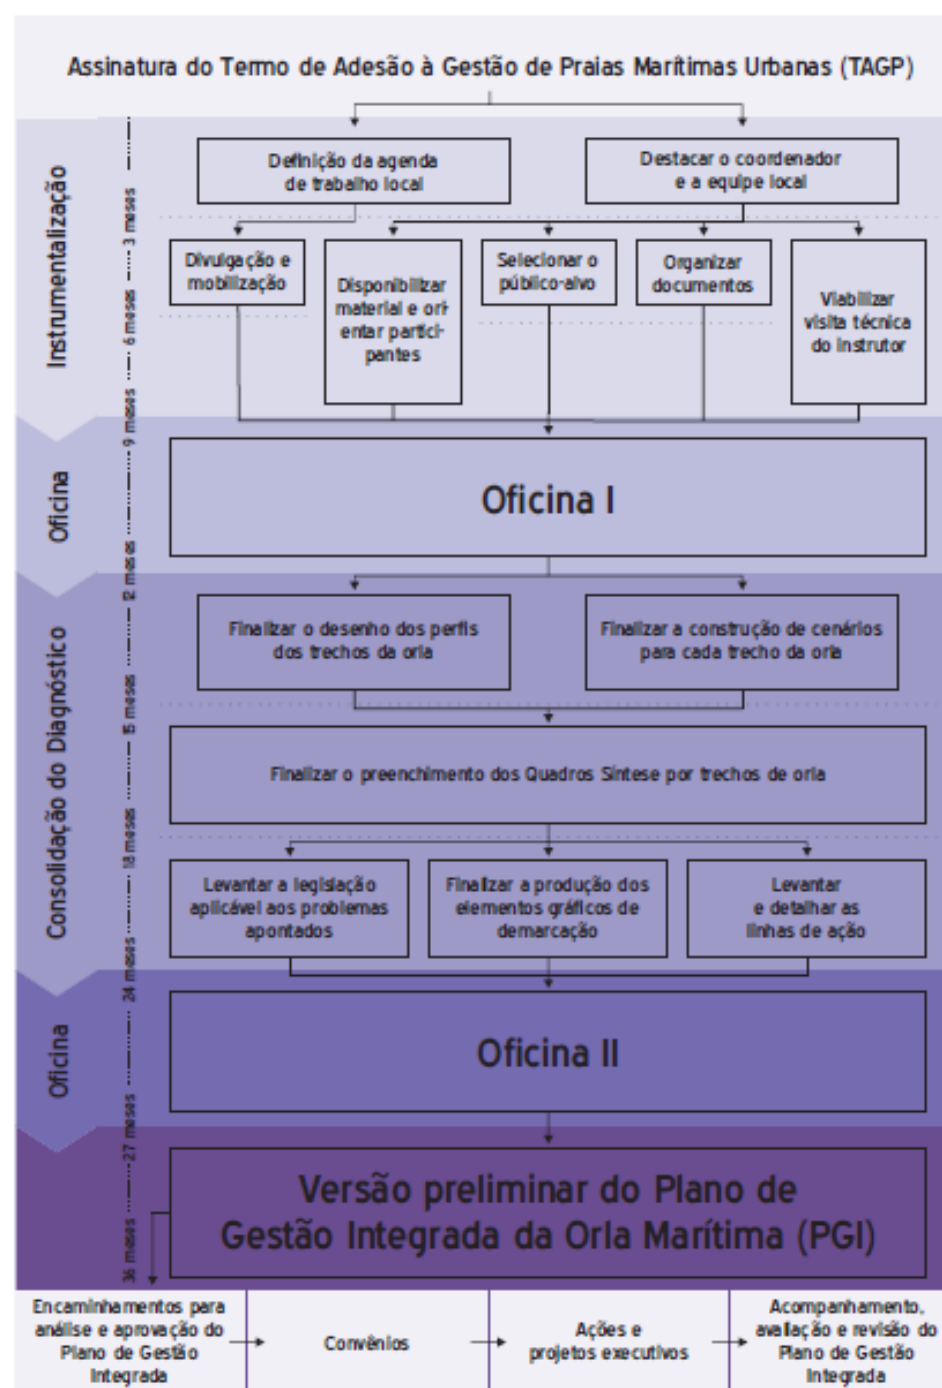 Assinatura do Termo de Adesão à Gestão de Praias Marítimas Urbanas (TAGP)
Instrumentalização
3 meses
6 meses
9 meses
Definição da agenda
de trabalho local
Destacar o coordenador
e a equipe local
Divulgação e
mobilização
Disponibilizar
material e ori-
entar partici-
pantes
Selecionar o
público-alvo
Organizar
documentos
Viabilizar
visita técnica
do instrutor
Oficina
12 meses
Oficina I
Consolidação do Diagnóstico
15 meses
18 meses
24 meses
Finalizar o desenho dos perfis
dos trechos da orla
Finalizar a construção de cenários
para cada trecho da orla
Finalizar o preenchimento dos Quadros Síntese por trechos de orla
Levantar a legislação
aplicável aos problemas
apontados
Finalizar a produção dos
elementos gráficos de
demarcação
Levantar
e detalhar as
linhas de ação
Oficina
27 meses
Oficina II
36 meses
Versão preliminar do Plano de
Gestão Integrada da Orla Marítima (PGI)
Encaminhamentos para
análise e aprovação do
Plano de Gestão
Integrada
Convênios
Ações e
projetos executivos
Acompanhamento,
avaliação e revisão do
Plano de Gestão
Integrada